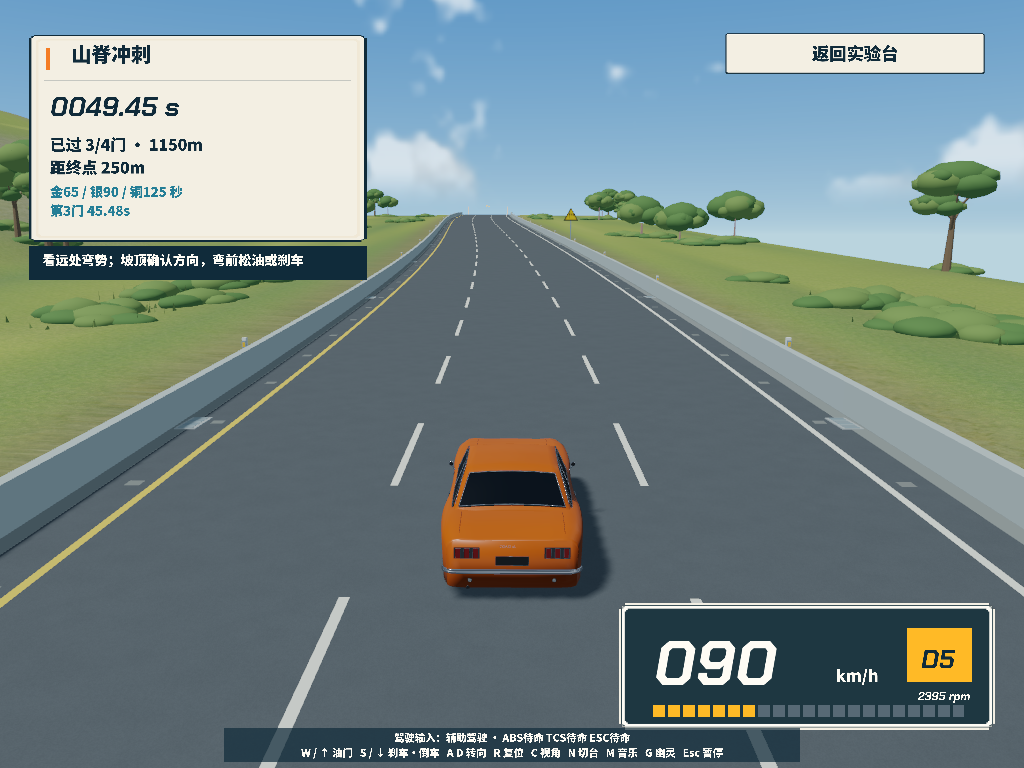 山脊冲刺
0049.45 s
已过 3/4门 · 1150m
距终点 250m
金65 / 银90 / 铜125 秒
第3门 45.48s
看远处弯势；坡顶确认方向，弯前松油或刹车
返回实验台
090 km/h D5
2395 rpm
驾驶输入：辅助驾驶 · ABS待命 TCS待命 ESC待命
W / ↑ 油门 S / ↓ 刹车·倒车 A D 转向 R 复位 C 视角 N 切台 M 音乐 G 幽灵 Esc 暂停